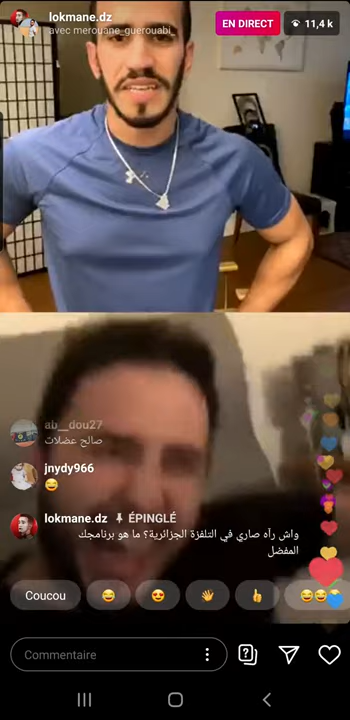 lokmane.dz
avec merouane_guerouabi_
EN DIRECT
11,4 k
ab__dou27
صالح عضلات
jnydy966
lokmane.dz ÉPINGLÉ
واش رآه صاري في التلفزة الجزائرية؟ ما هو برنامجك
المفضل
Coucou
Commentaire